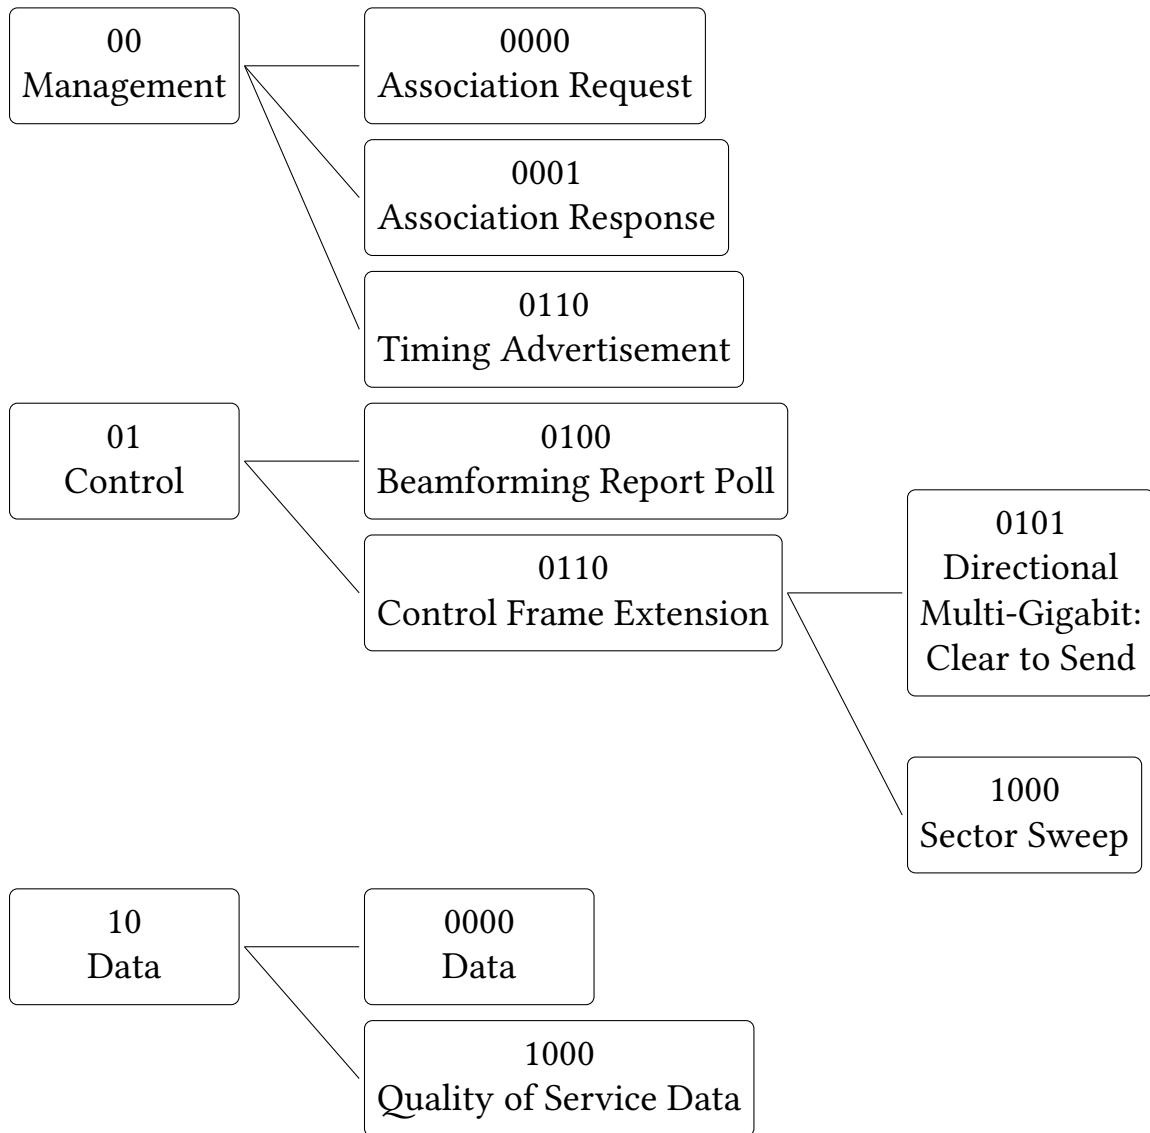 00
Management
0000
Association Request
0001
Association Response
0110
Timing Advertisement
01
Control
0100
Beamforming Report Poll
0110
Control Frame Extension
0101
Directional
Multi-Gigabit:
Clear to Send
1000
Sector Sweep
10
Data
0000
Data
1000
Quality of Service Data